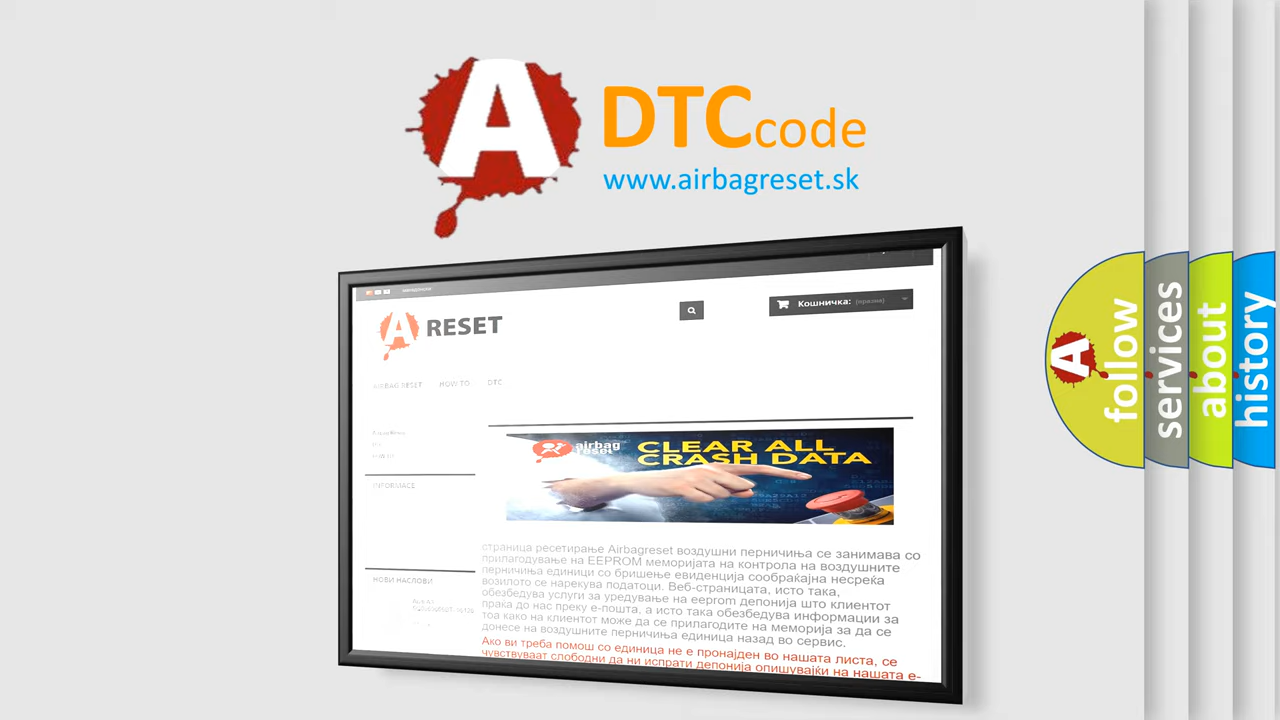 A DTC code
www.airbagreset.sk
A RESET
Кошничка: (празна)
AIRBAG RESET HOW TO DTC
airbag reset
CLEAR ALL
CRASH DATA
INFORMACE
НОВИ НАСЛОВИ
страница ресетирање Airbagreset воздушни перничиња се занимава со
прилагодување на EEPROM меморијата на контрола на воздушните
перничиња единици со бришење евиденција сообраќајна несреќа
возилото се нарекува податоци. Веб-страницата, исто така,
обезбедува услуги за уредување на eeprom депонија што клиентот
праќа до нас преку е-пошта, а исто така обезбедува информации за
тоа како на клиентот може да се прилагодите на меморија за да се
донесе на воздушните перничиња единица назад во сервис.
Ако ви треба помош со единица не е пронајден во нашата листа, се
чувствуваат слободни да ни испрати депонија опишувајќи на нашата е-
A follow
services
about
history